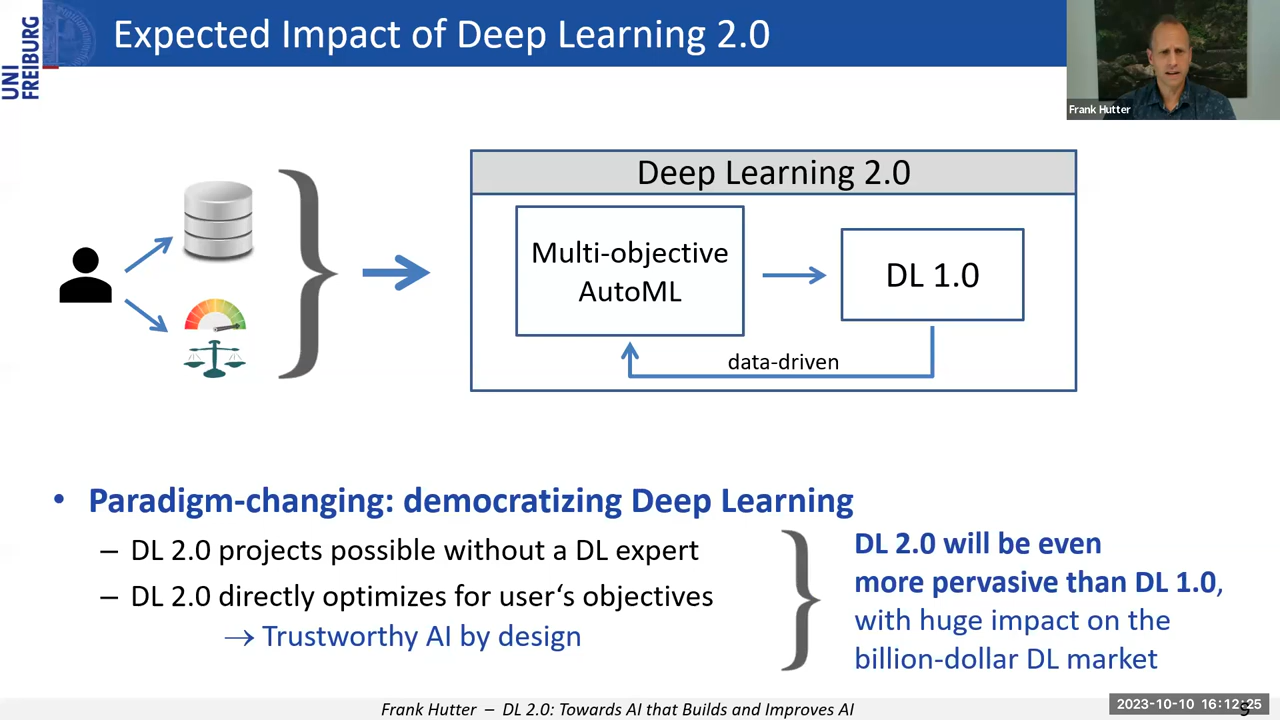 UNI
FREIBURG
Expected Impact of Deep Learning 2.0
Frank Hutter
Deep Learning 2.0
Multi-objective
AutoML
DL 1.0
data-driven
• Paradigm-changing: democratizing Deep Learning
– DL 2.0 projects possible without a DL expert
– DL 2.0 directly optimizes for user‘s objectives
→ Trustworthy AI by design
DL 2.0 will be even
more pervasive than DL 1.0,
with huge impact on the
billion-dollar DL market
Frank Hutter – DL 2.0: Towards AI that Builds and Improves AI
2023-10-10 16:12:25